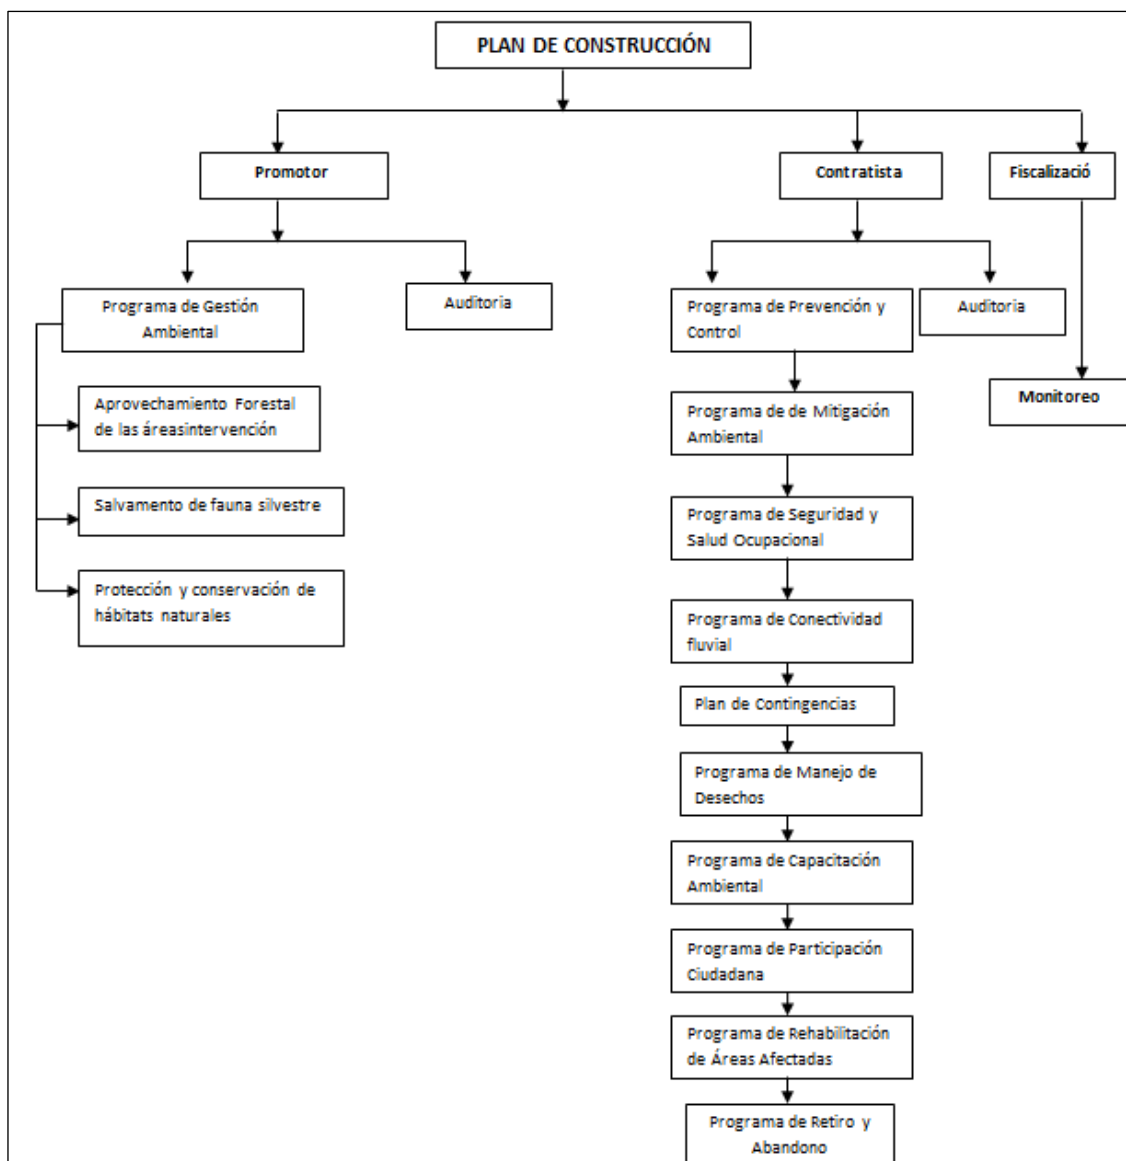 PLAN DE CONSTRUCCIÓN
Promotor
Contratista
Fiscalizació
Programa de Gestión
Ambiental
Auditoria
Programa de Prevención y
Control
Auditoria
Aprovechamiento Forestal
de las áreasintervención
Salvamento de fauna silvestre
Protección y conservación de
hábitats naturales
Programa de de Mitigación
Ambiental
Monitoreo
Programa de Seguridad y
Salud Ocupacional
Programa de Conectividad
fluvial
Plan de Contingencias
Programa de Manejo de
Desechos
Programa de Capacitación
Ambiental
Programa de Participación
Ciudadana
Programa de Rehabilitación
de Áreas Afectadas
Programa de Retiro y
Abandono